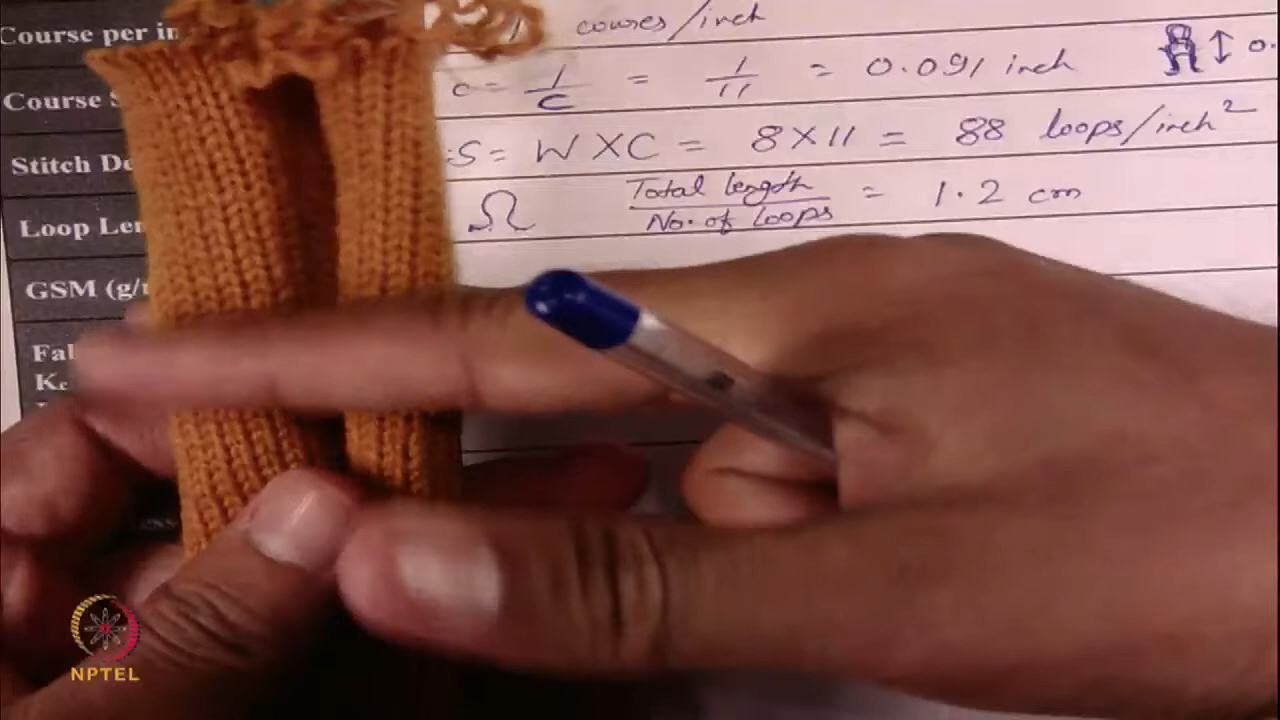 Course per in courses/inch
Course c = 1/C = 1/11 = 0.091 inch
Stitch De S = W X C = 8 X 11 = 88 loops/inch²
Loop Len Total length/No. of loops = 1.2 cm
GSM (g/
Fa
NPTEL